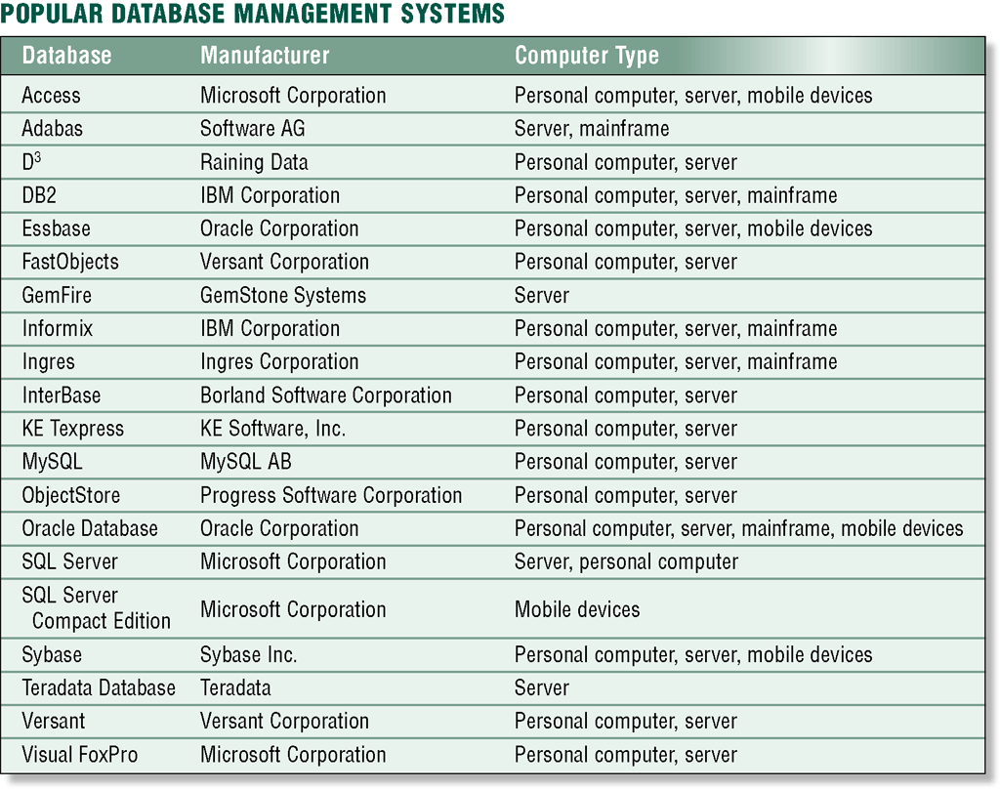 POPULAR DATABASE MANAGEMENT SYSTEMS
Database Manufacturer Computer Type
Access Microsoft Corporation Personal computer, server, mobile devices
Adabas Software AG Server, mainframe
D³ Raining Data Personal computer, server
DB2 IBM Corporation Personal computer, server, mainframe
Essbase Oracle Corporation Personal computer, server, mobile devices
FastObjects Versant Corporation Personal computer, server
GemFire GemStone Systems Server
Informix IBM Corporation Personal computer, server, mainframe
Ingres Ingres Corporation Personal computer, server, mainframe
InterBase Borland Software Corporation Personal computer, server
KE Texpress KE Software, Inc. Personal computer, server
MySQL MySQL AB Personal computer, server
ObjectStore Progress Software Corporation Personal computer, server
Oracle Database Oracle Corporation Personal computer, server, mainframe, mobile devices
SQL Server Microsoft Corporation Server, personal computer
SQL Server
Compact Edition Microsoft Corporation Mobile devices
Sybase Sybase Inc. Personal computer, server, mobile devices
Teradata Database Teradata Server
Versant Versant Corporation Personal computer, server
Visual FoxPro Microsoft Corporation Personal computer, server